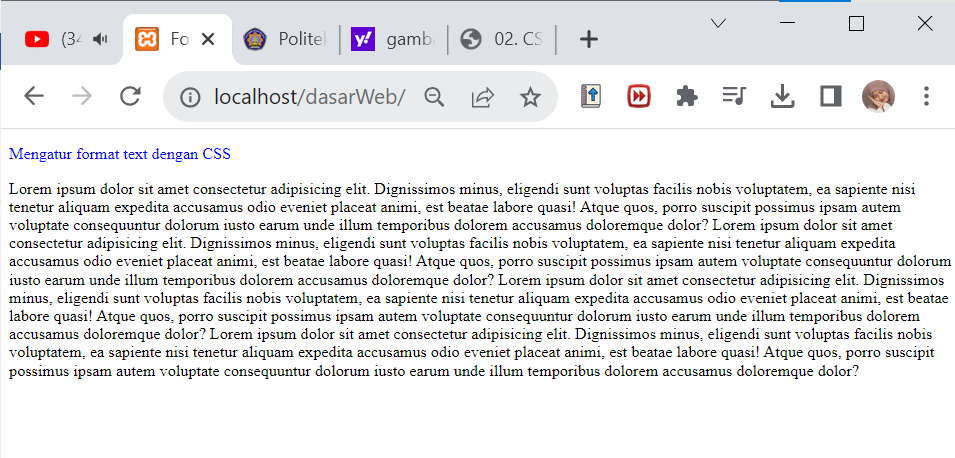 (34
Fo
Politek
y!
gamba
02. CS
localhost/dasarWeb/
Mengatur format text dengan CSS
Lorem ipsum dolor sit amet consectetur adipisicing elit. Dignissimos minus, eligendi sunt voluptas facilis nobis voluptatem, ea sapiente nisi
tenetur aliquam expedita accusamus odio eveniet placeat animi, est beatae labore quasi! Atque quos, porro suscipit possimus ipsam autem
voluptate consequuntur dolorum iusto earum unde illum temporibus dolorem accusamus doloremque dolor? Lorem ipsum dolor sit amet
consectetur adipisicing elit. Dignissimos minus, eligendi sunt voluptas facilis nobis voluptatem, ea sapiente nisi tenetur aliquam expedita
accusamus odio eveniet placeat animi, est beatae labore quasi! Atque quos, porro suscipit possimus ipsam autem voluptate consequuntur dolorum
iusto earum unde illum temporibus dolorem accusamus doloremque dolor? Lorem ipsum dolor sit amet consectetur adipisicing elit. Dignissimos
minus, eligendi sunt voluptas facilis nobis voluptatem, ea sapiente nisi tenetur aliquam expedita accusamus odio eveniet placeat animi, est beatae
labore quasi! Atque quos, porro suscipit possimus ipsam autem voluptate consequuntur dolorum iusto earum unde illum temporibus dolorem
accusamus doloremque dolor? Lorem ipsum dolor sit amet consectetur adipisicing elit. Dignissimos minus, eligendi sunt voluptas facilis nobis
voluptatem, ea sapiente nisi tenetur aliquam expedita accusamus odio eveniet placeat animi, est beatae labore quasi! Atque quos, porro suscipit
possimus ipsam autem voluptate consequuntur dolorum iusto earum unde illum temporibus dolorem accusamus doloremque dolor?